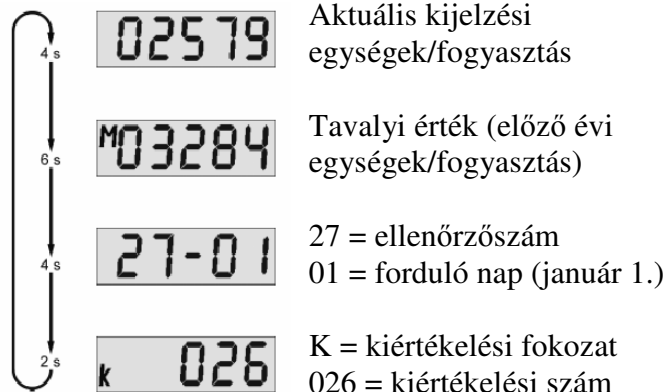 02579
Aktuális kijelzési
egységek/fogyasztás
4 s
M03284
Tavalyi érték (előző évi
egységek/fogyasztás)
6 s
27-01
27 = ellenőrzőszám
01 = forduló nap (január 1.)
4 s
k 026
K = kiértékelési fokozat
026 = kiértékelési szám
2 s